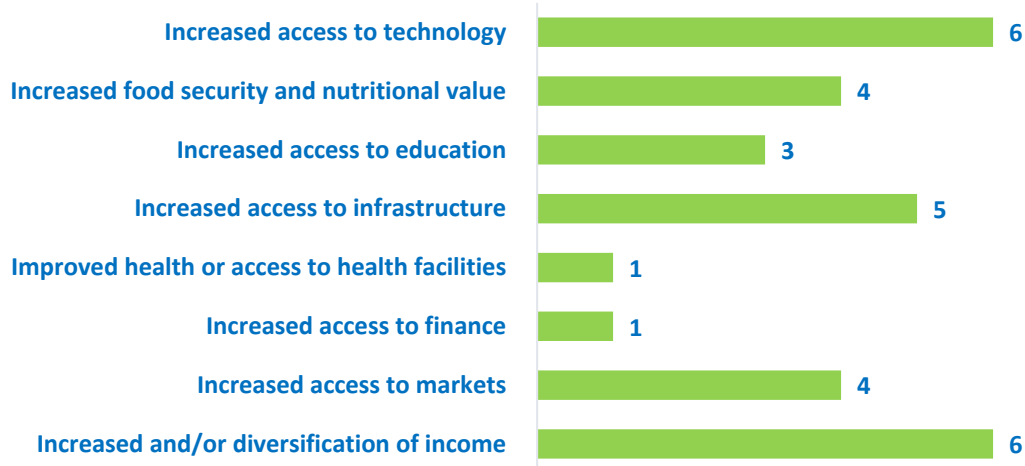 Increased access to technology 6
Increased food security and nutritional value 4
Increased access to education 3
Increased access to infrastructure 5
Improved health or access to health facilities 1
Increased access to finance 1
Increased access to markets 4
Increased and/or diversification of income 6